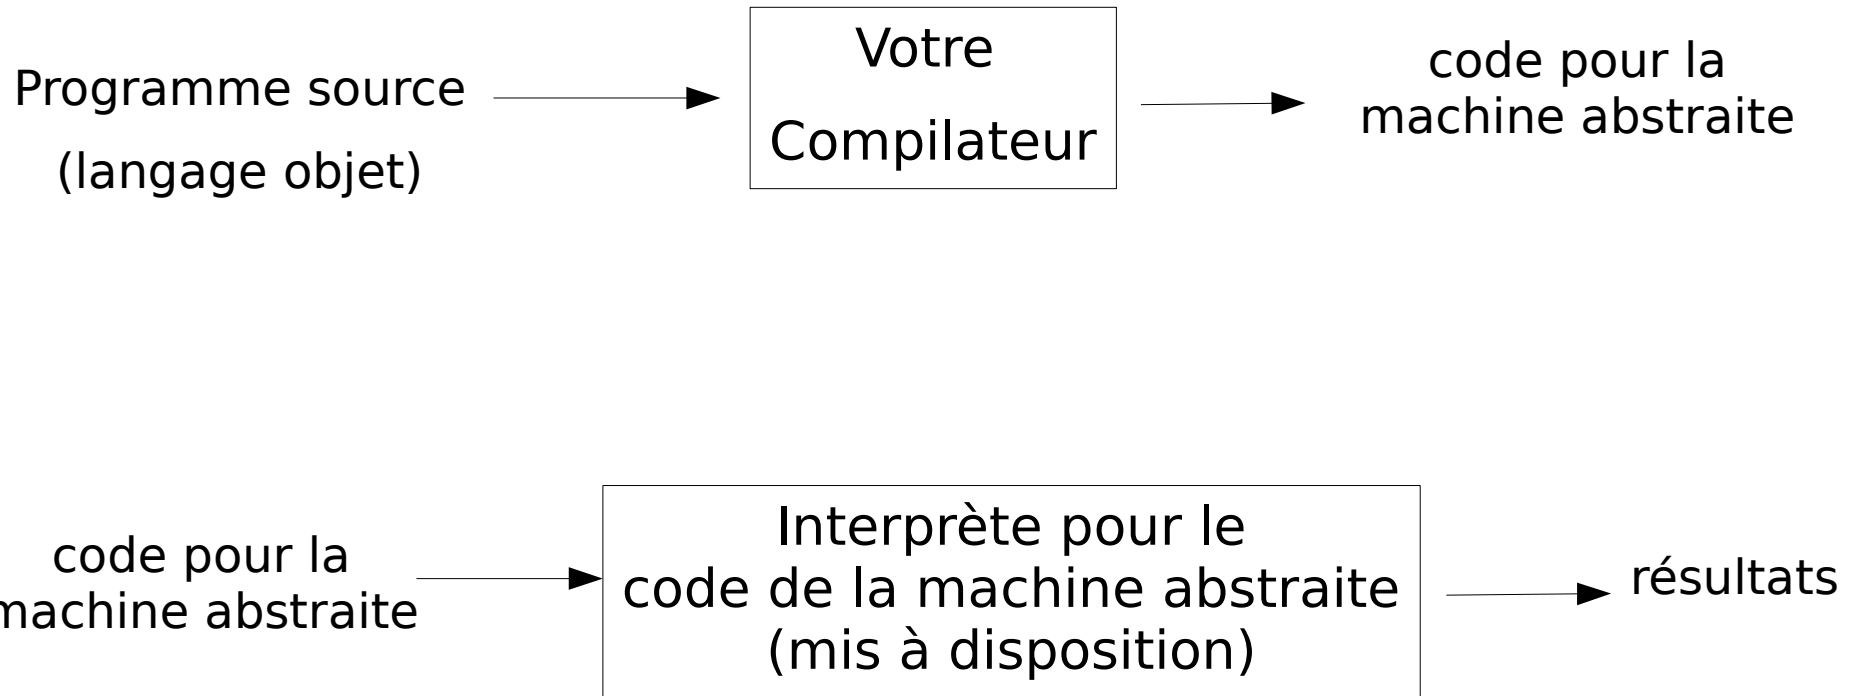 Programme source
(langage objet)
Votre
Compilateur
code pour la
machine abstraite
code pour la
machine abstraite
Interprète pour le
code de la machine abstraite
(mis à disposition)
résultats